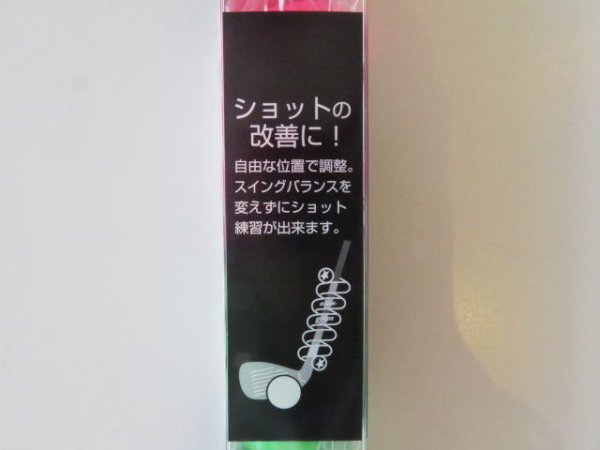 ショットの
改善に！
自由な位置で調整。
スイングバランスを
変えずにショット
練習が出来ます。